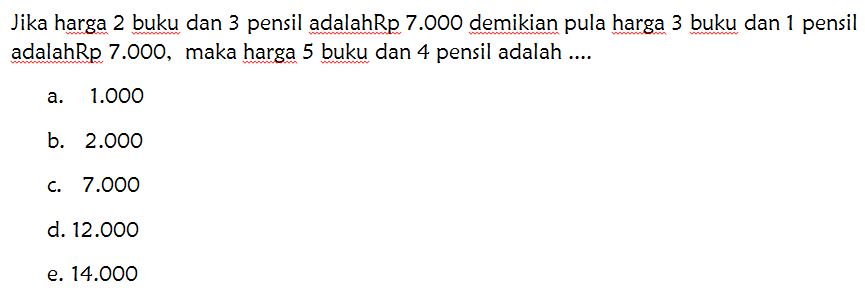 Jika harga 2 buku dan 3 pensil adalahRp 7.000 demikian pula harga 3 buku dan 1 pensil
adalahRp 7.000, maka harga 5 buku dan 4 pensil adalah ....
a. 1.000
b. 2.000
c. 7.000
d. 12.000
e. 14.000